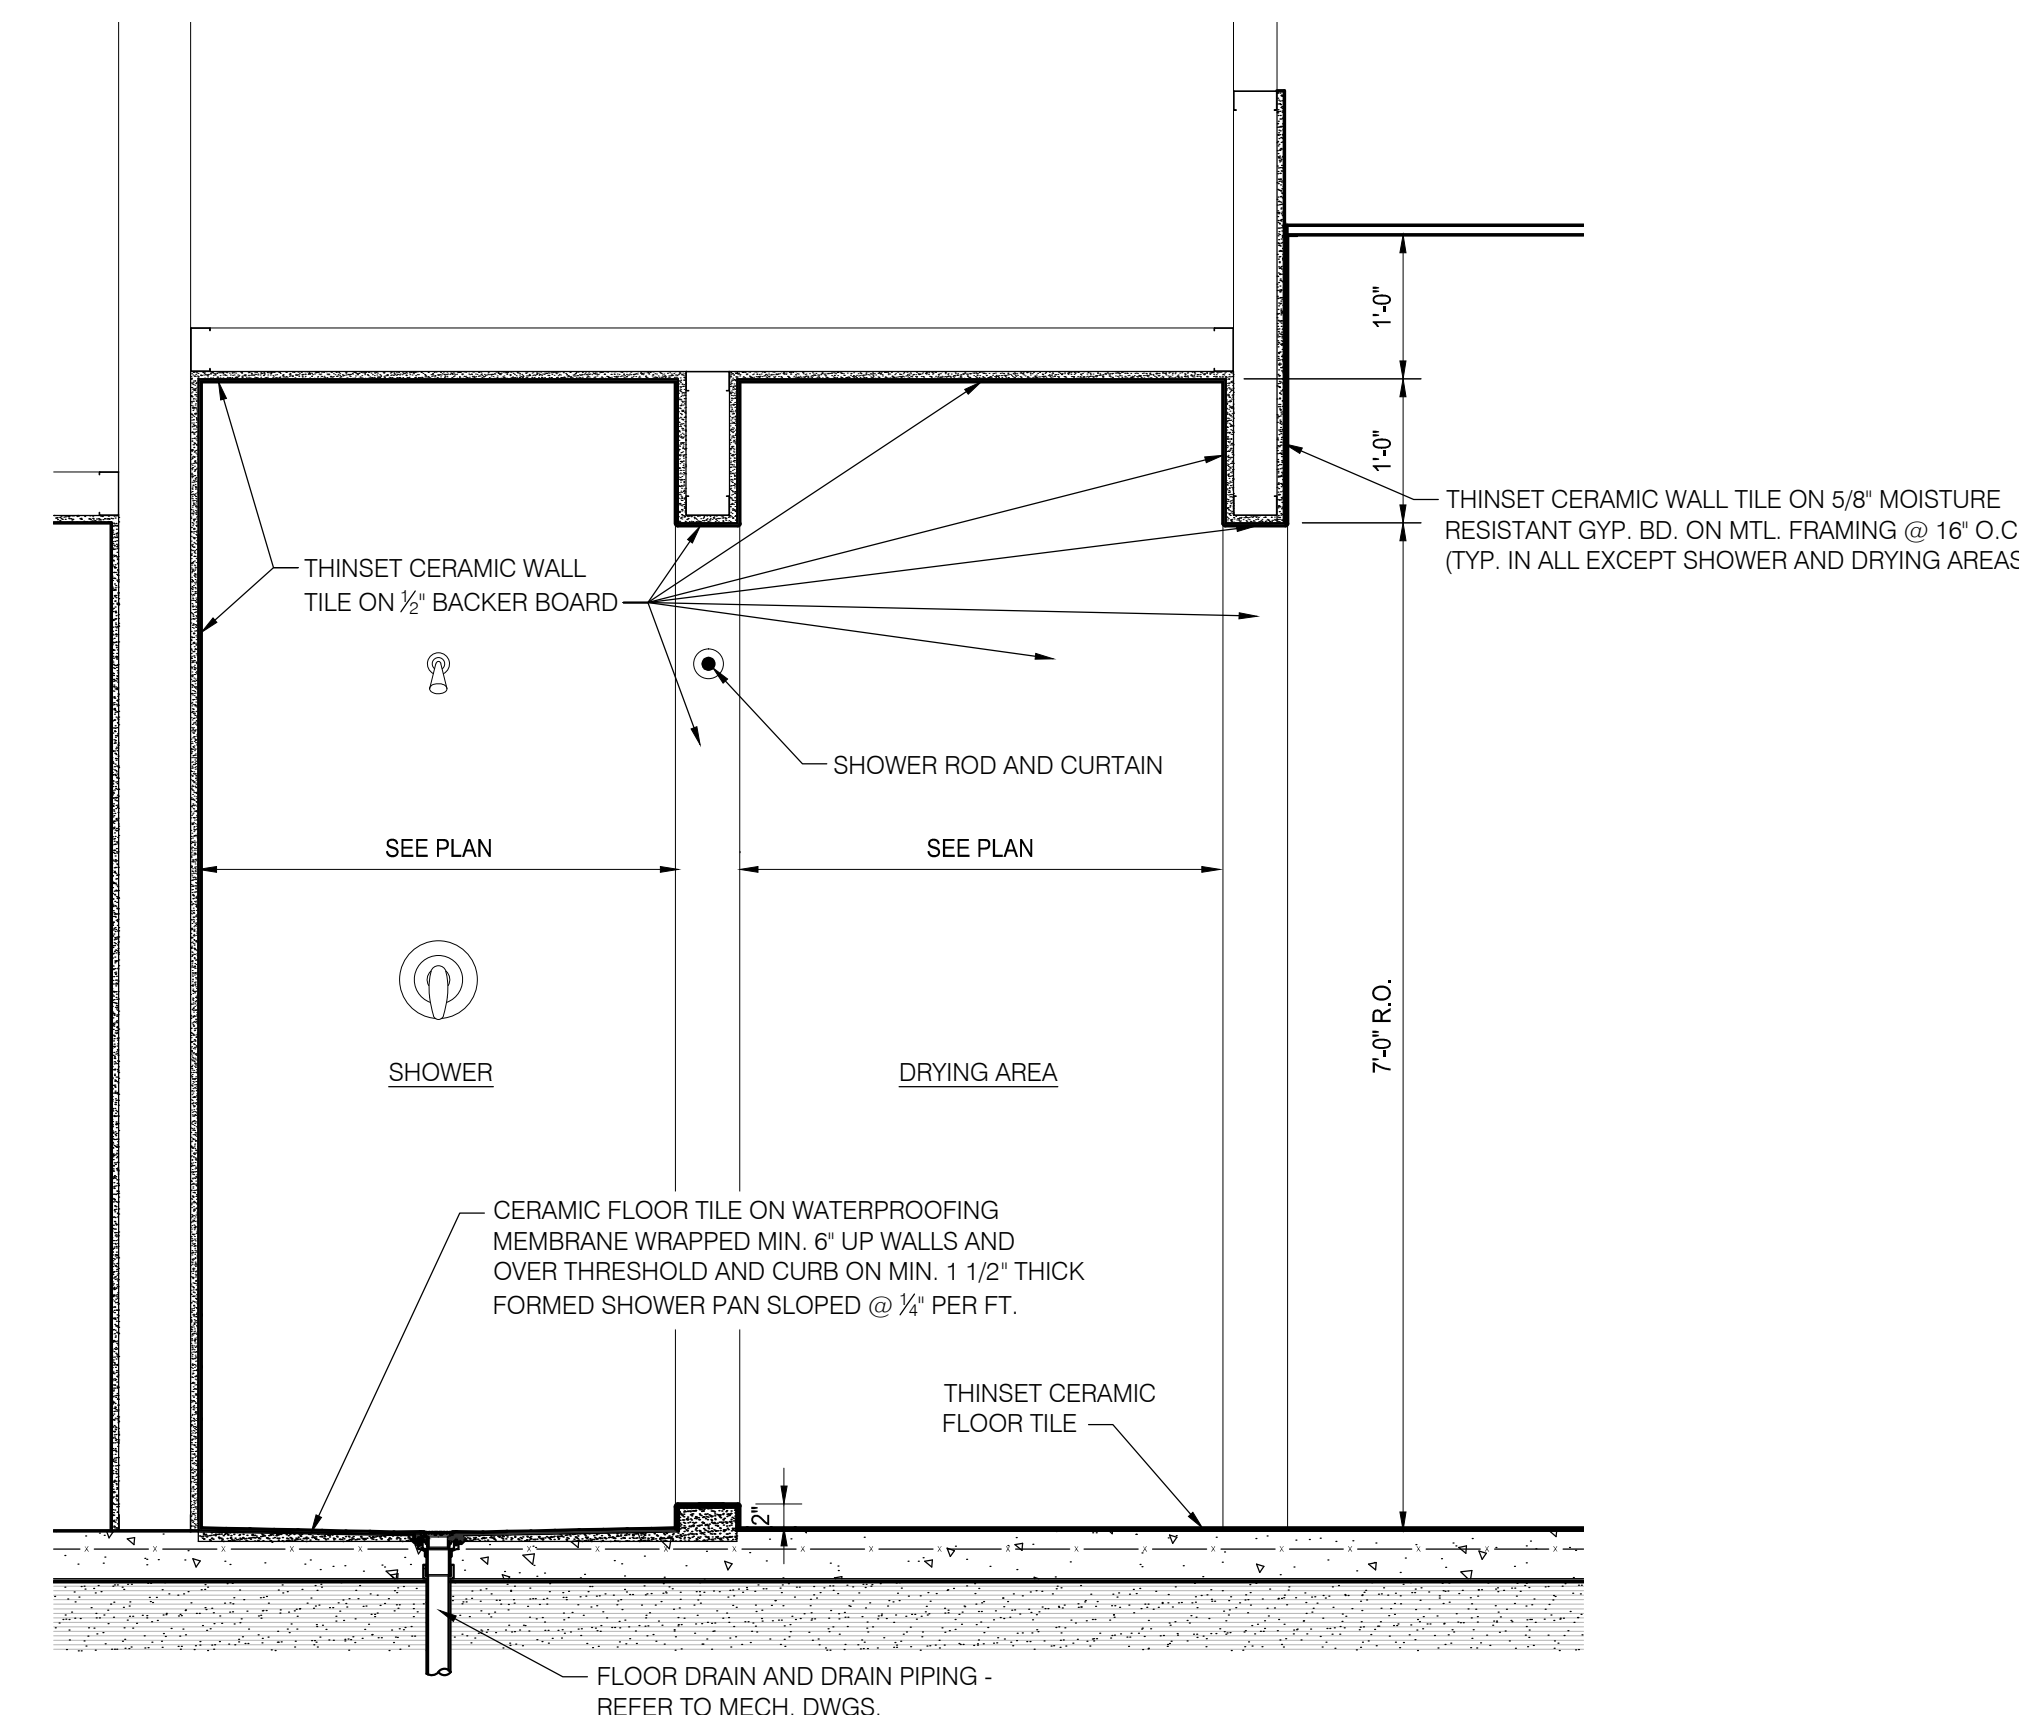 1'-0"
1'-0"
THINSET CERAMIC WALL TILE ON 5/8" MOISTURE
RESISTANT GYP. BD. ON MTL. FRAMING @ 16" O.C
(TYP. IN ALL EXCEPT SHOWER AND DRYING AREAS
THINSET CERAMIC WALL
TILE ON ½" BACKER BOARD
SHOWER ROD AND CURTAIN
SEE PLAN
SEE PLAN
7'-0" R.O.
SHOWER
DRYING AREA
CERAMIC FLOOR TILE ON WATERPROOFING
MEMBRANE WRAPPED MIN. 6" UP WALLS AND
OVER THRESHOLD AND CURB ON MIN. 1 1/2" THICK
FORMED SHOWER PAN SLOPED @ ¼" PER FT.
THINSET CERAMIC
FLOOR TILE
2"
FLOOR DRAIN AND DRAIN PIPING -
REFER TO MECH. DWGS.